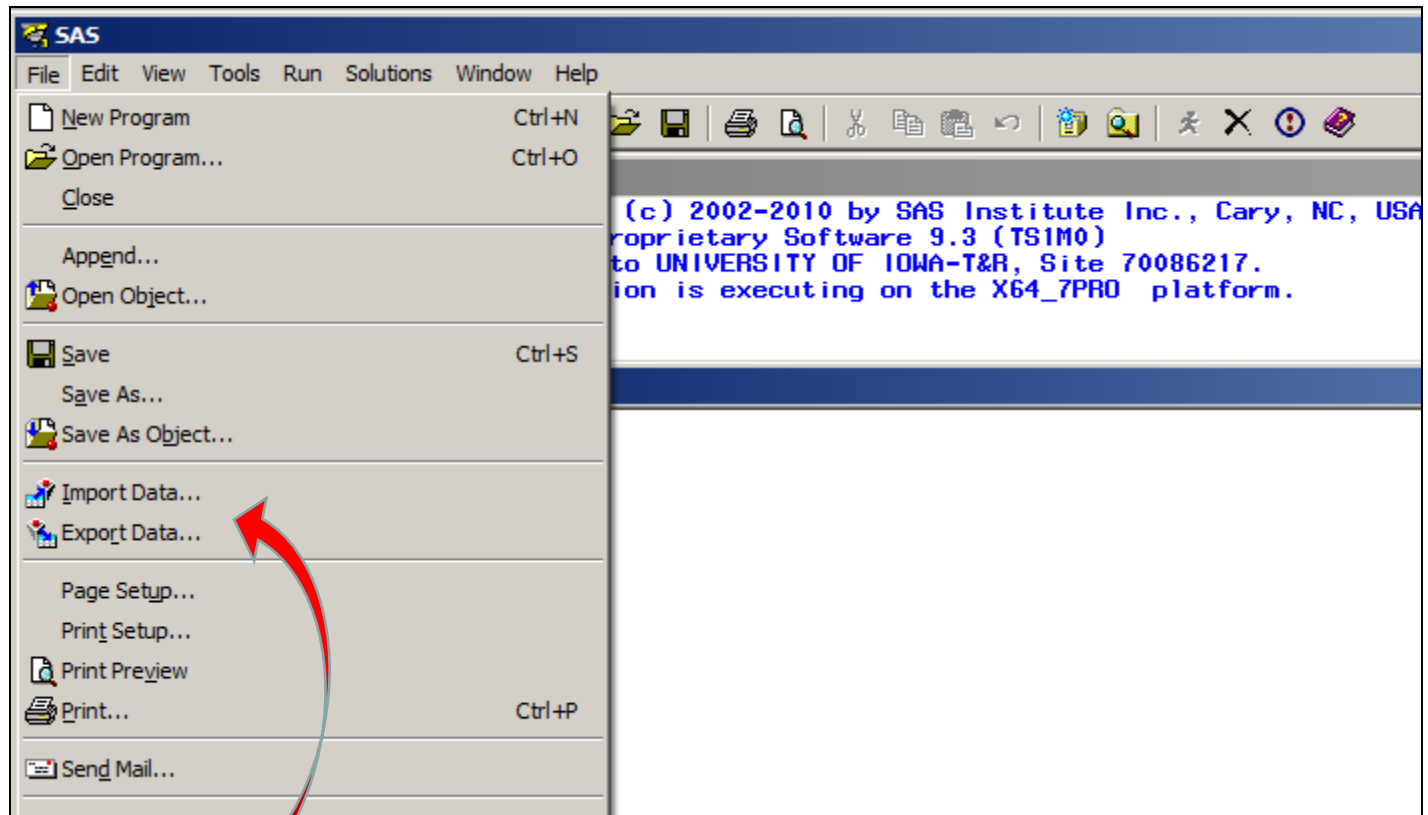 SAS
File Edit View Tools Run Solutions Window Help
New Program Ctrl+N
Open Program... Ctrl+O
Close
Append...
Open Object...
Save Ctrl+S
Save As...
Save As Object...
Import Data...
Export Data...
Page Setup...
Print Setup...
Print Preview
Print... Ctrl+P
Send Mail...
(c) 2002-2010 by SAS Institute Inc., Cary, NC, USA
roprietary Software 9.3 (TS1M0)
to UNIVERSITY OF IOWA-T&R, Site 70086217.
ion is executing on the X64_7PRO platform.